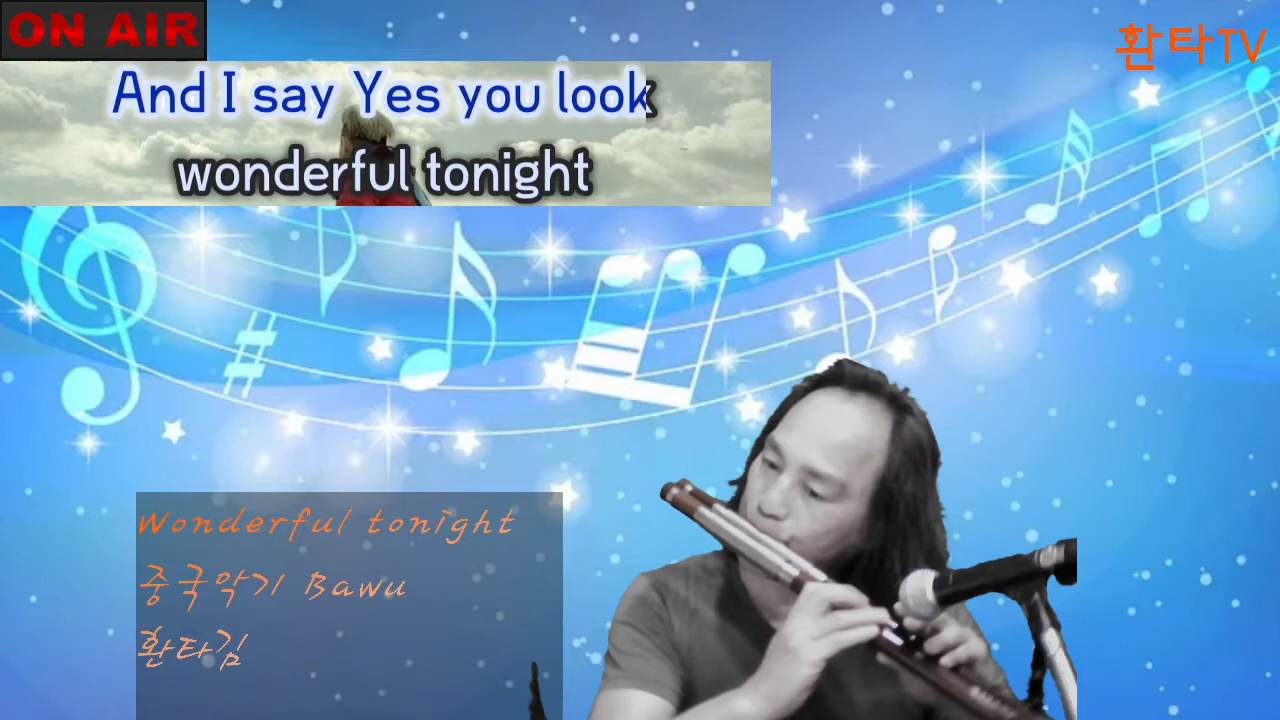 ON AIR
환타TV
And I say Yes you look
wonderful tonight
Wonderful tonight
중국악기 Bawu
환타김